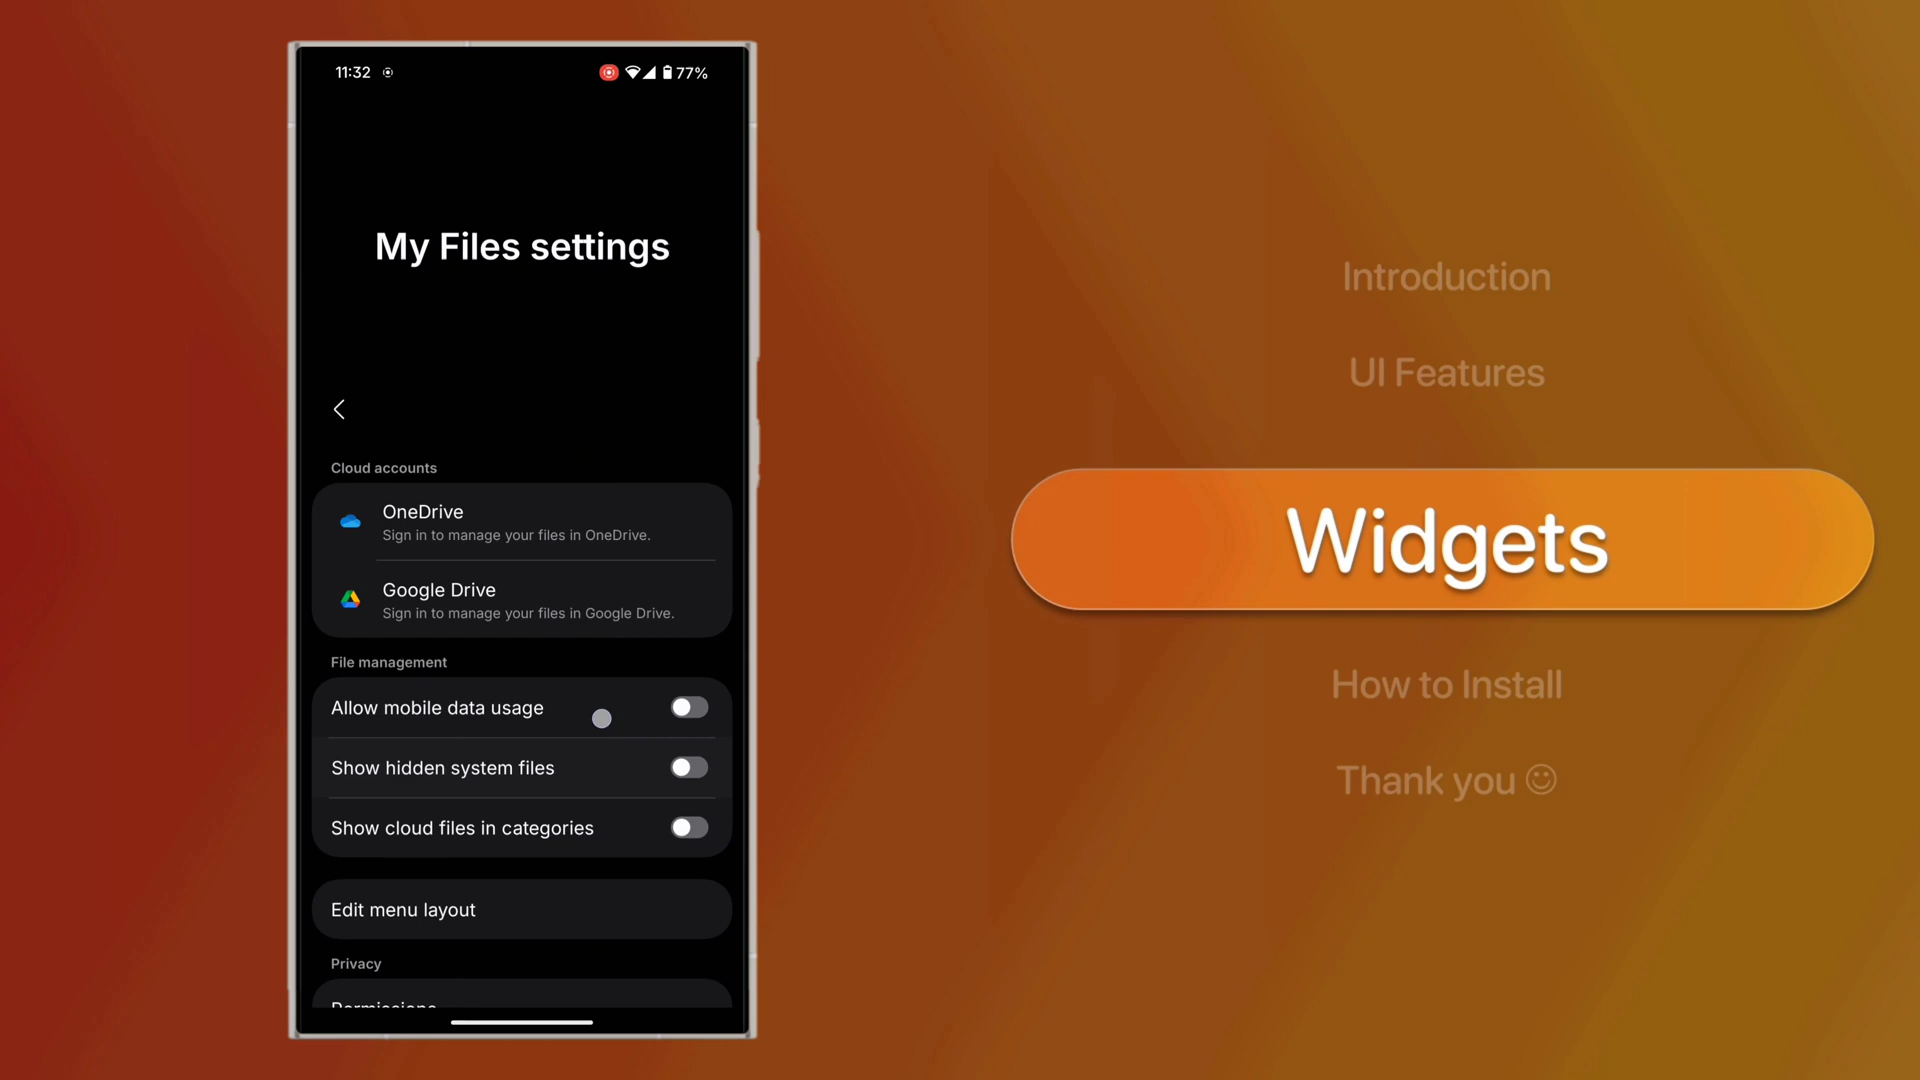 11:32
77%
My Files settings
Cloud accounts
OneDrive
Sign in to manage your files in OneDrive.
Google Drive
Sign in to manage your files in Google Drive.
File management
Allow mobile data usage
Show hidden system files
Show cloud files in categories
Edit menu layout
Privacy
Permissions
Introduction
UI Features
Widgets
How to Install
Thank you ☺